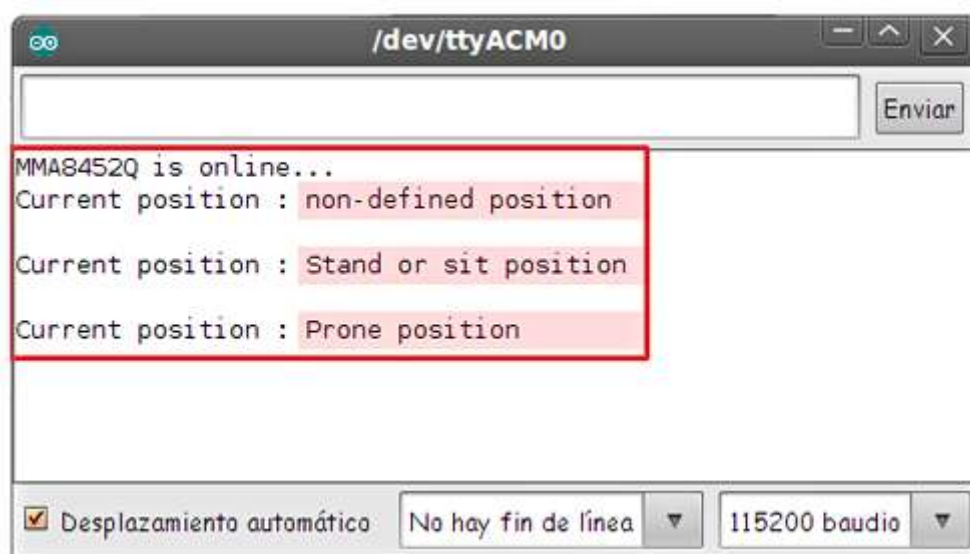 /dev/ttyACM0
Enviar
MMA8452Q is online...
Current position : non-defined position
Current position : Stand or sit position
Current position : Prone position
Desplazamiento automático
No hay fin de línea
115200 baudio